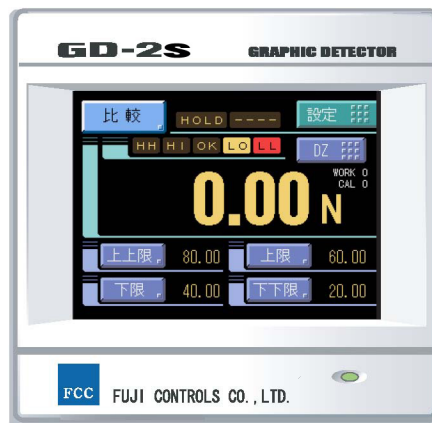 GD-2S GRAPHIC DETECTOR
比較 HOLD ---- 設定
HH HI OK LO LL DZ
WORK 0
CAL 0
0.00 N
上上限 80.00 上限 60.00
下限 40.00 下下限 20.00
FCC FUJI CONTROLS CO.,LTD.